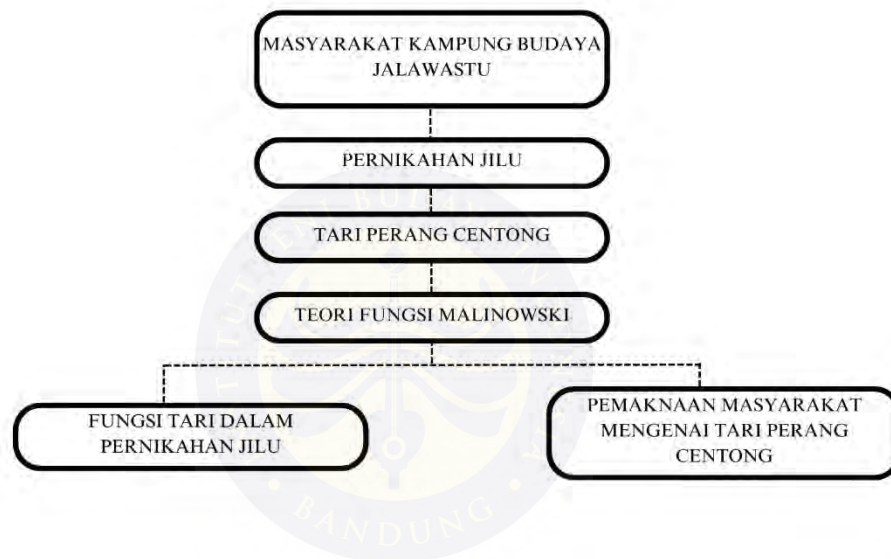 MASYARAKAT KAMPUNG BUDAYA
JALAWASTU
PERNIKAHAN JILU
TARI PERANG CENTONG
TEORI FUNGSI MALINOWSKI
FUNGSI TARI DALAM
PERNIKAHAN JILU
PEMAKNAAN MASYARAKAT
MENGENAI TARI PERANG
CENTONG
BANDUNG